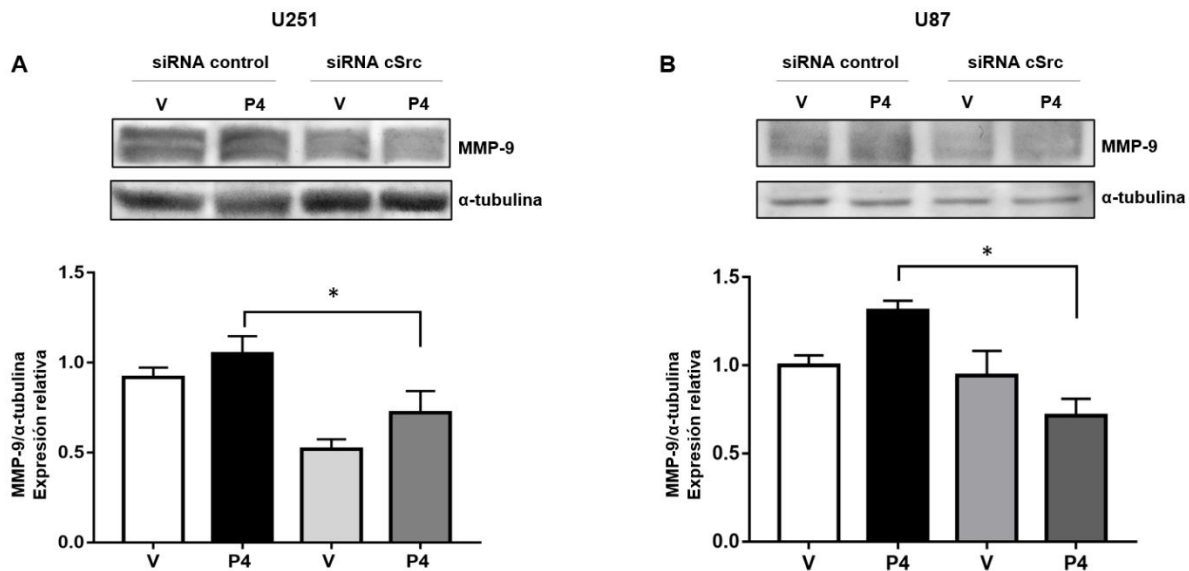 U251
A
siRNA control siRNA cSrc
V P4 V P4
MMP-9
α-tubulina
MMP-9/α-tubulina
Expresión relativa
1.5
1.0
0.5
0.0
*
V P4 V P4
U87
B
siRNA control siRNA cSrc
V P4 V P4
MMP-9
α-tubulina
MMP-9/α-tubulina
Expresión relativa
1.5
1.0
0.5
0.0
*
V P4 V P4